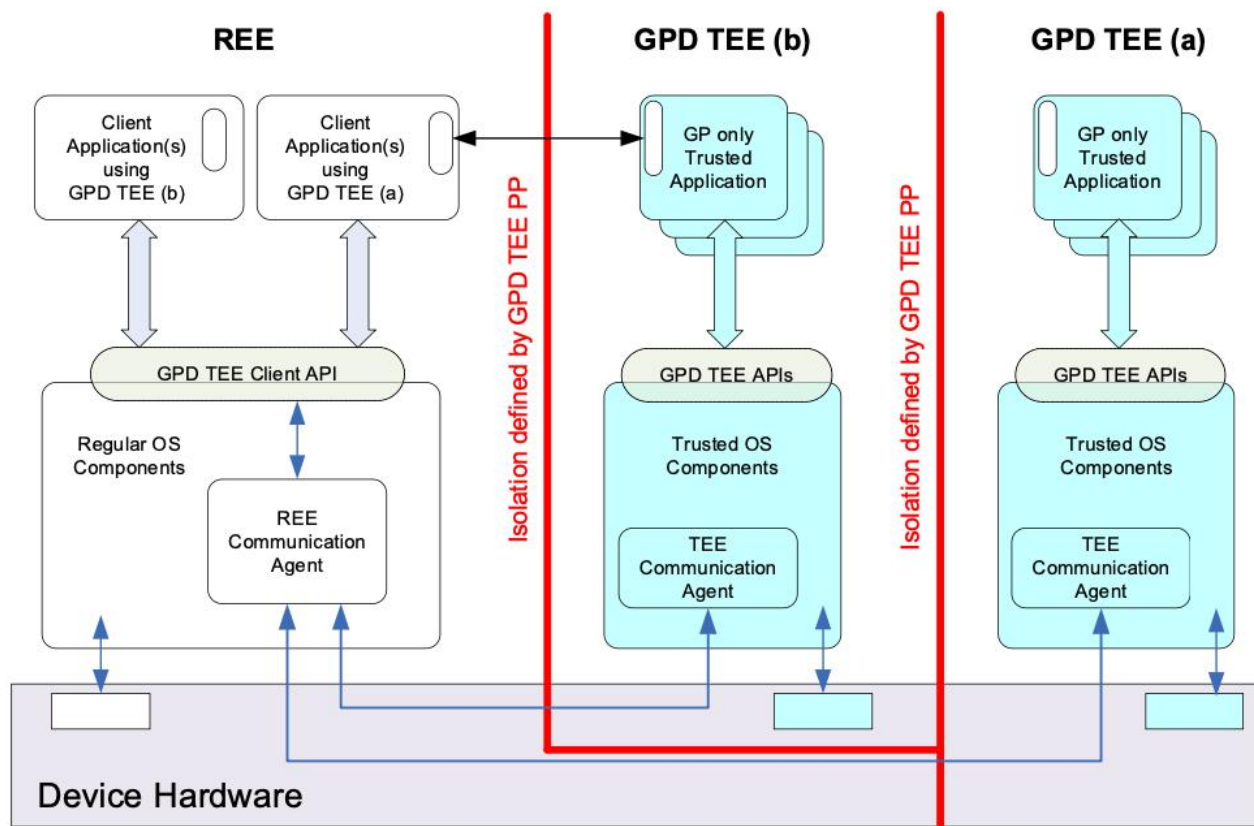 REE
GPD TEE (b)
GPD TEE (a)
Client
Application(s)
using
GPD TEE (b)
Client
Application(s)
using
GPD TEE (a)
GP only
Trusted
Application
GP only
Trusted
Application
Isolation defined by GPD TEE PP
Isolation defined by GPD TEE PP
GPD TEE Client API
GPD TEE APIs
GPD TEE APIs
Regular OS
Components
Trusted OS
Components
Trusted OS
Components
REE
Communication
Agent
TEE
Communication
Agent
TEE
Communication
Agent
Device Hardware